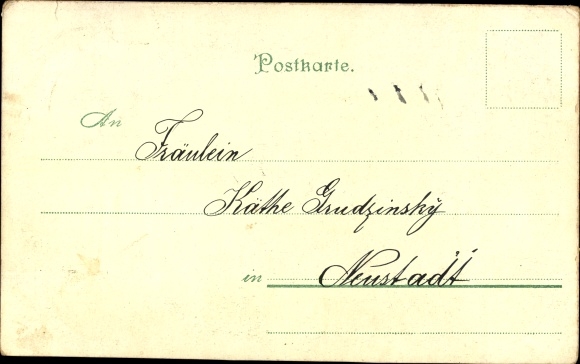 Postkarte.
An Fräulein
Käthe Grudzinsky
in Neustadt